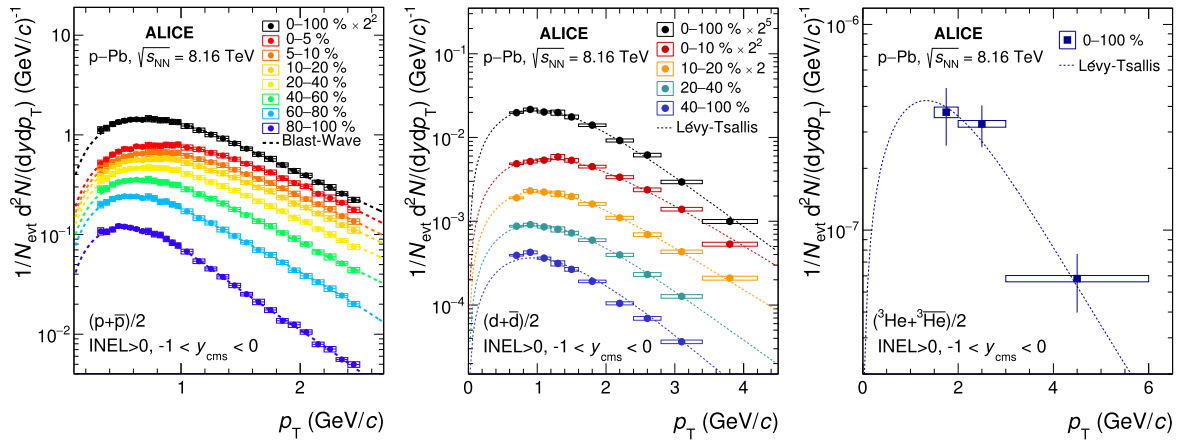 ALICE
p–Pb, √sNN = 8.16 TeV
0–100 % × 2²
0–5 %
5–10 %
10–20 %
20–40 %
40–60 %
60–80 %
80–100 %
Blast-Wave
(p+p̅)/2
INEL>0, -1 < ycms < 0
1/Nevt d²N/(dydpT) (GeV/c)⁻¹
10
1
10⁻¹
10⁻²
1
2
pT (GeV/c)
ALICE
p–Pb, √sNN = 8.16 TeV
0–100 % × 2⁵
0–10 % × 2²
10–20 % × 2
20–40 %
40–100 %
Lévy-Tsallis
(d+d̅)/2
INEL>0, -1 < ycms < 0
1/Nevt d²N/(dydpT) (GeV/c)⁻¹
10⁻¹
10⁻²
10⁻³
10⁻⁴
0
1
2
3
4
pT (GeV/c)
ALICE
p–Pb, √sNN = 8.16 TeV
0–100 %
Lévy-Tsallis
(³He+³H̅e̅)/2
INEL>0, -1 < ycms < 0
1/Nevt d²N/(dydpT) (GeV/c)⁻¹
10⁻⁶
10⁻⁷
0
2
4
6
pT (GeV/c)